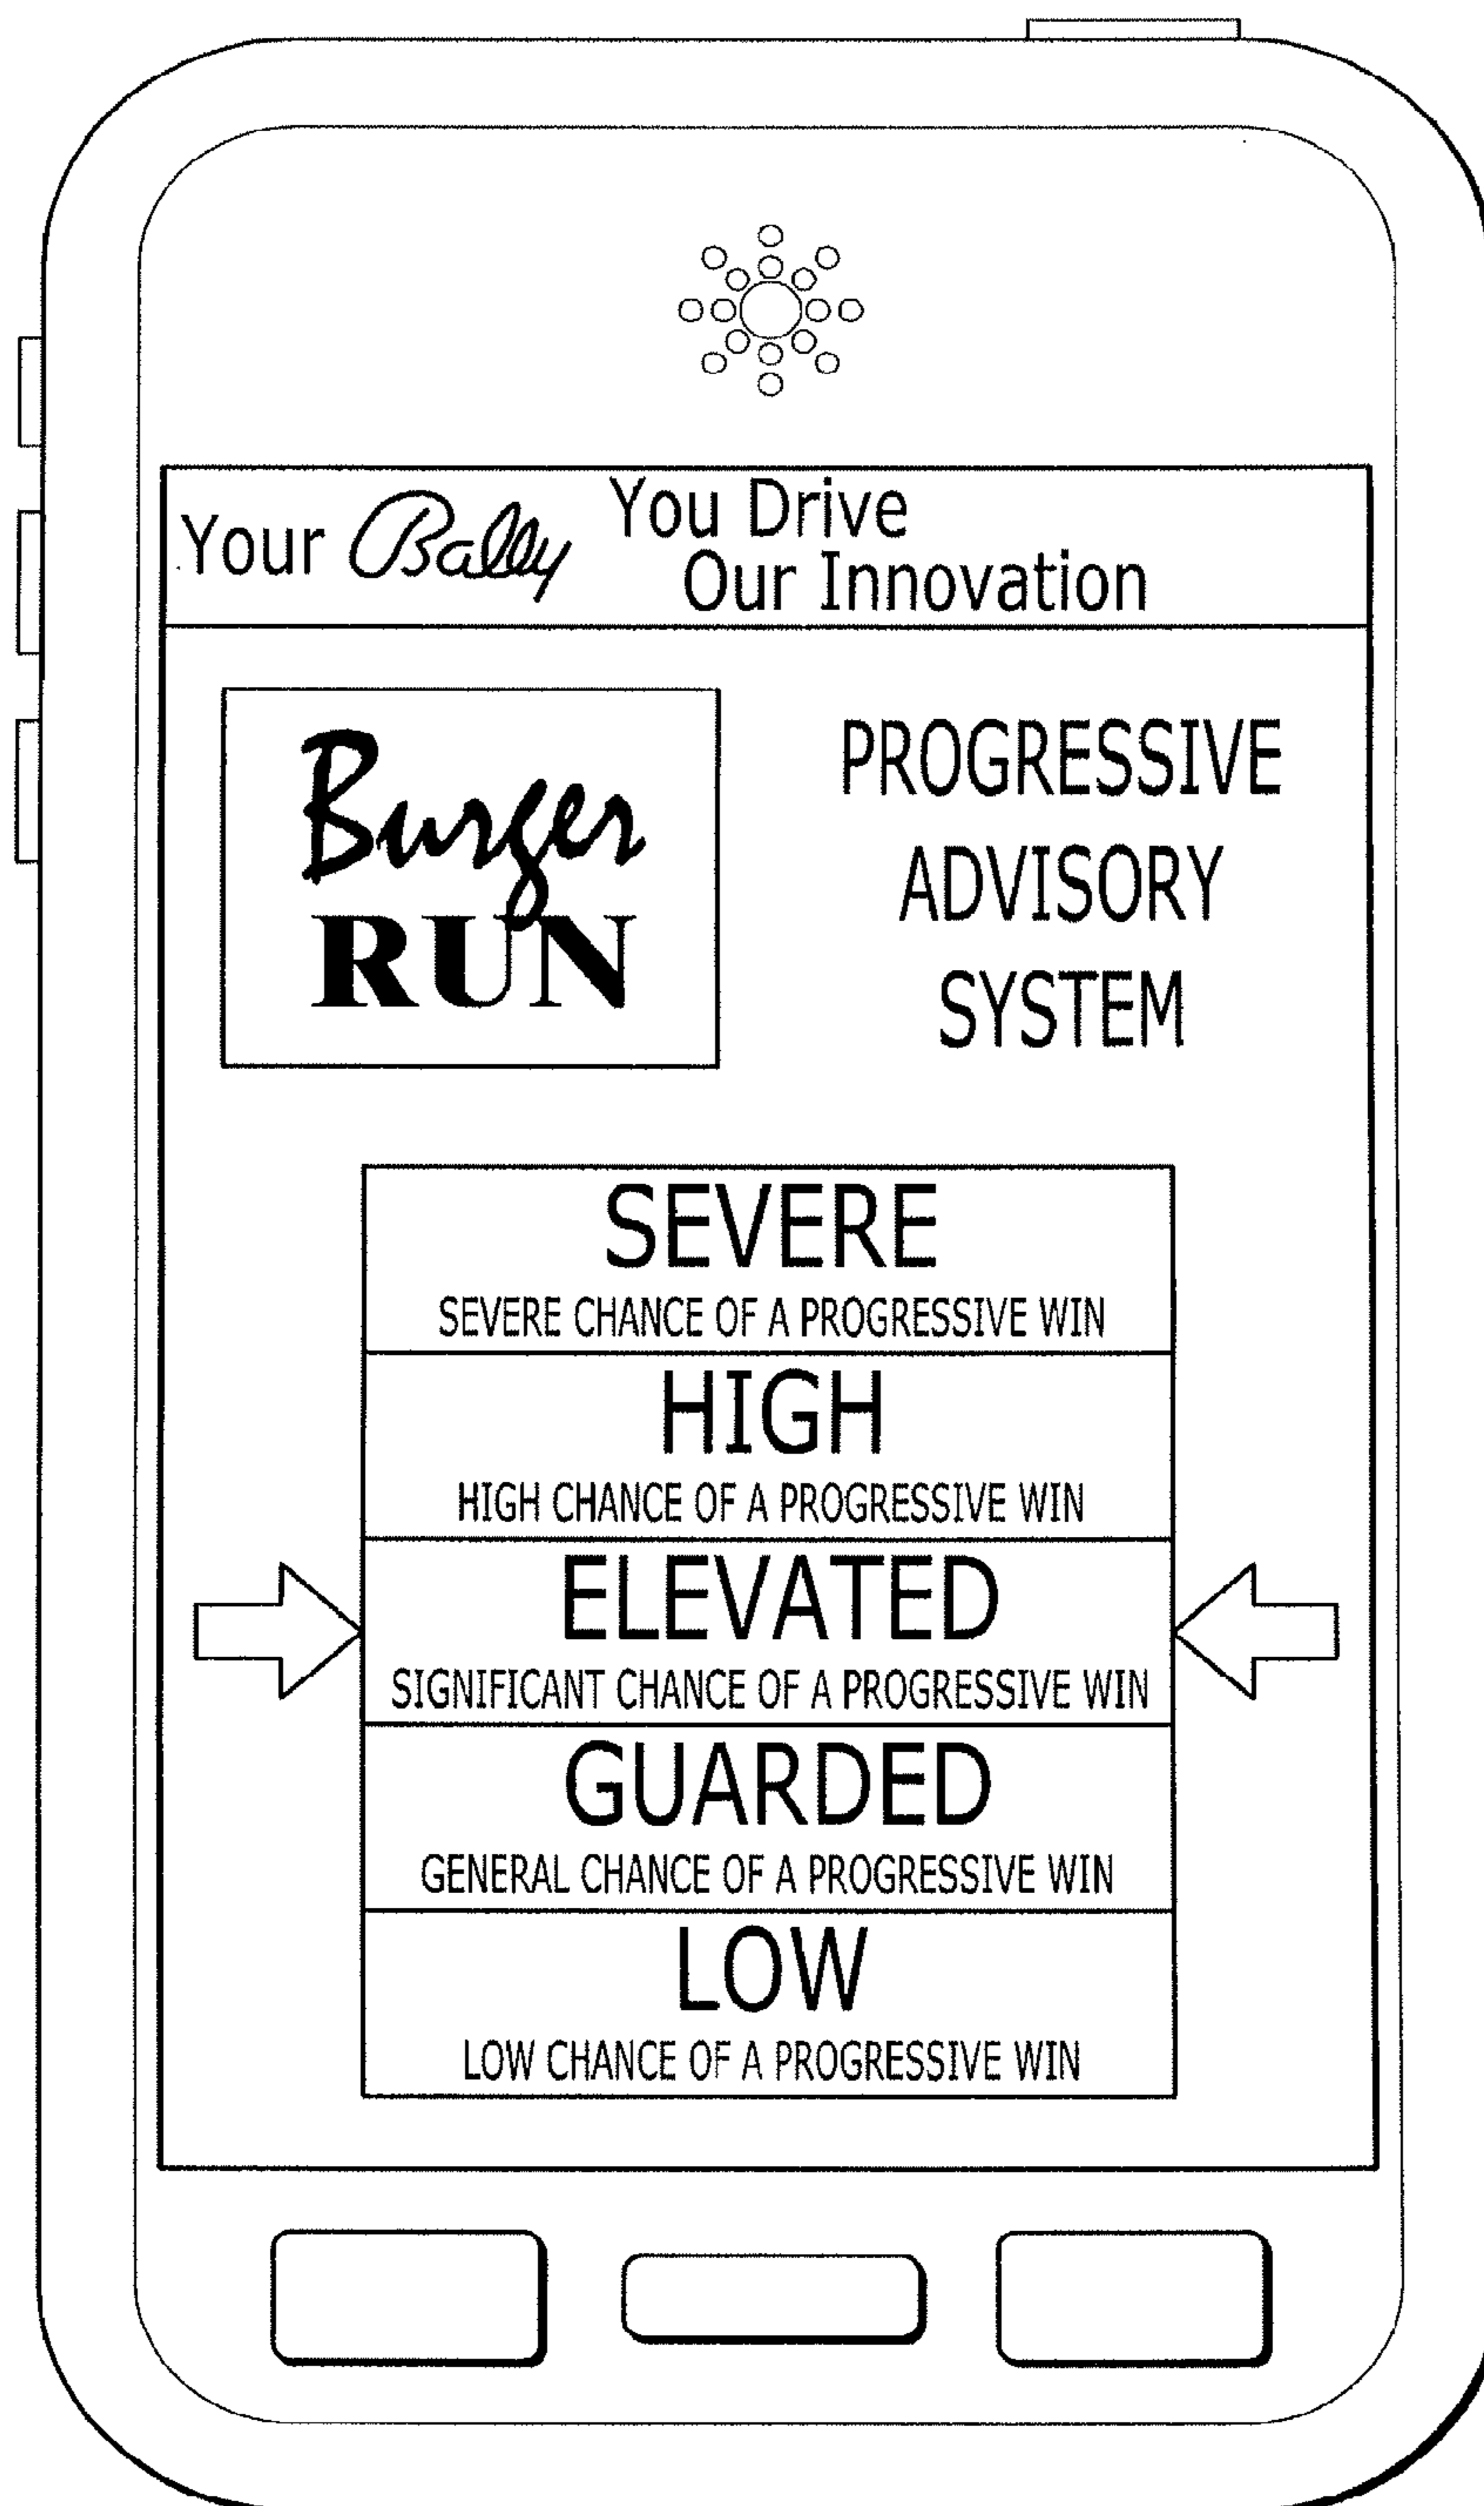 Your Bally You Drive
Our Innovation
Burger
RUN
PROGRESSIVE
ADVISORY
SYSTEM
SEVERE
SEVERE CHANCE OF A PROGRESSIVE WIN
HIGH
HIGH CHANCE OF A PROGRESSIVE WIN
ELEVATED
SIGNIFICANT CHANCE OF A PROGRESSIVE WIN
GUARDED
GENERAL CHANCE OF A PROGRESSIVE WIN
LOW
LOW CHANCE OF A PROGRESSIVE WIN